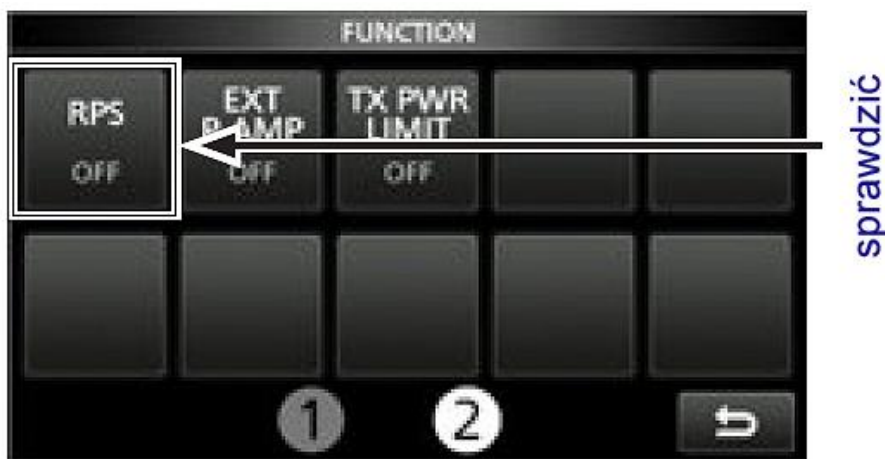 FUNCTION
RPS
OFF
EXT
P.AMP
OFF
TX PWR
LIMIT
OFF
1
2
sprawdzić